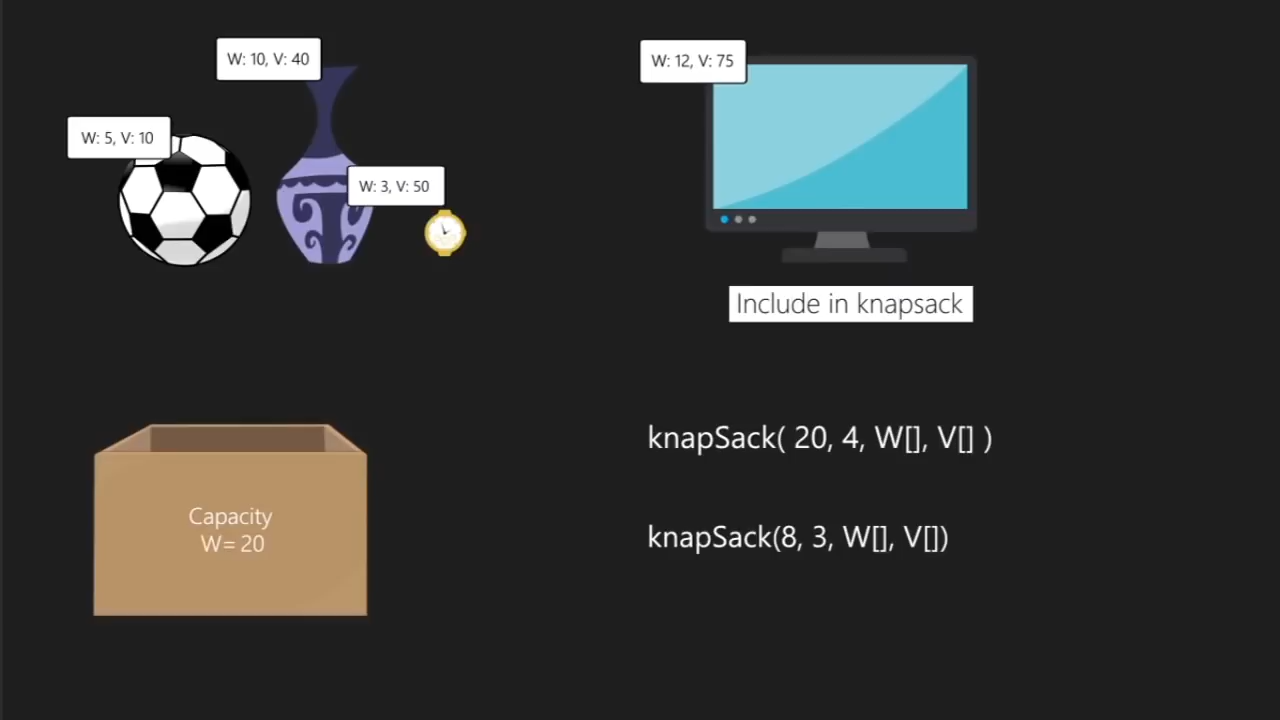 W: 10, V: 40
W: 12, V: 75
W: 5, V: 10
W: 3, V: 50
Include in knapsack
knapSack( 20, 4, W[], V[] )
Capacity
W= 20
knapSack(8, 3, W[], V[])